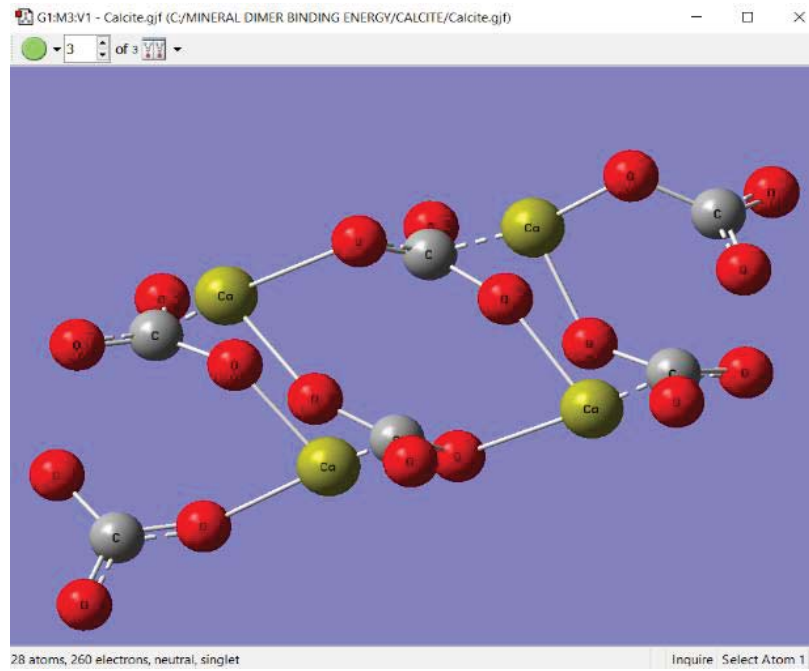 G1:M3:V1 - Calcite.gjf (C:/MINERAL DIMER BINDING ENERGY/CALCITE/Calcite.gjf)
3 of 3
O
O
Ca
O
C
O
O
Ca
C
O
O
Ca
O
O
C
O
O
C
O
O
Ca
O
C
O
O
Ca
O
O
C
O
O
28 atoms, 260 electrons, neutral, singlet
Inquire Select Atom 1